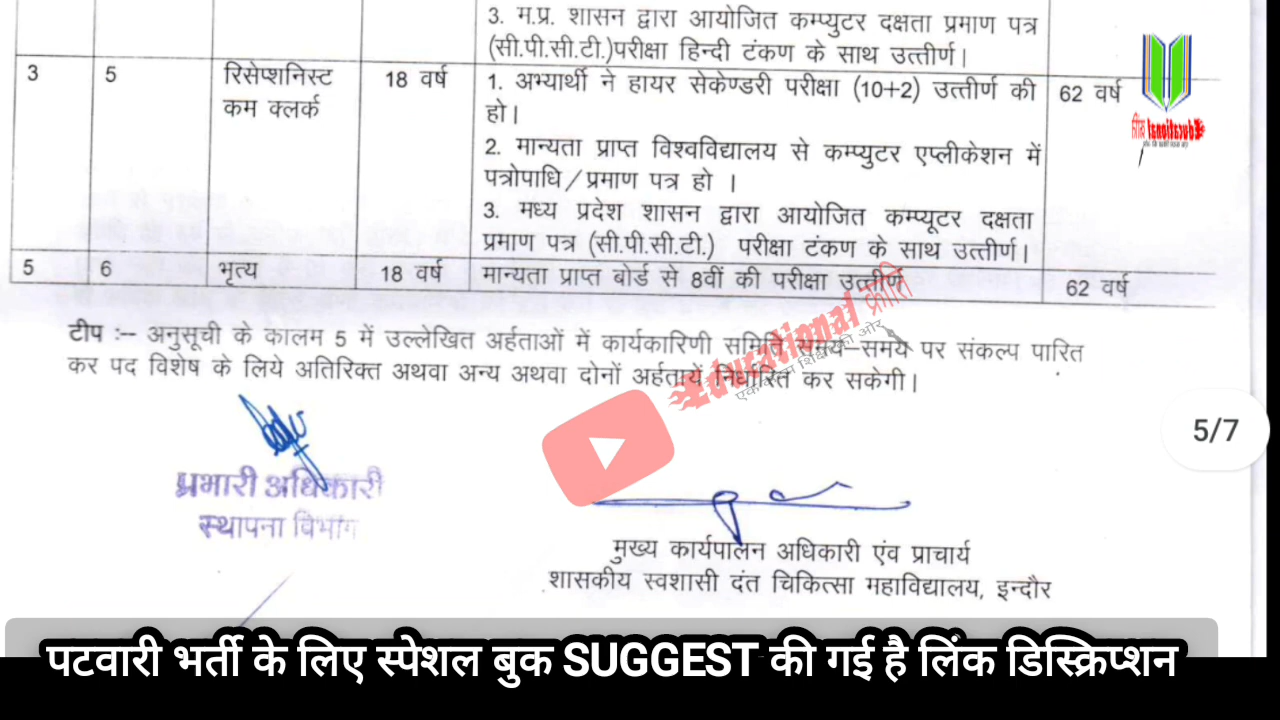 3. म.प्र. शासन द्वारा आयोजित कम्प्युटर दक्षता प्रमाण पत्र
(सी.पी.सी.टी.)परीक्षा हिन्दी टंकण के साथ उत्तीर्ण।
3 5 रिसेप्शनिस्ट 18 वर्ष 1. अभ्यार्थी ने हायर सेकेण्डरी परीक्षा (10+2) उत्तीर्ण की 62 वर्ष
कम क्लर्क हो।
2. मान्यता प्राप्त विश्वविद्यालय से कम्प्युटर एप्लीकेशन में
पत्रोपाधि/प्रमाण पत्र हो ।
3. मध्य प्रदेश शासन द्वारा आयोजित कम्प्यूटर दक्षता
प्रमाण पत्र (सी.पी.सी.टी.) परीक्षा टंकण के साथ उत्तीर्ण।
5 6 भृत्य 18 वर्ष मान्यता प्राप्त बोर्ड से 8वीं की परीक्षा उत्तीर्ण 62 वर्ष
टीप :– अनुसूची के कालम 5 में उल्लेखित अर्हताओं में कार्यकारिणी समिति समय–समय पर संकल्प पारित
कर पद विशेष के लिये अतिरिक्त अथवा अन्य अथवा दोनों अर्हतायें निर्धारित कर सकेगी।
Educational क्रांति
एक कदम शिक्षा की ओर
5/7
प्रभारी अधिकारी
स्थापना विभाग
मुख्य कार्यपालन अधिकारी एंव प्राचार्य
शासकीय स्वशासी दंत चिकित्सा महाविद्यालय, इन्दौर
पटवारी भर्ती के लिए स्पेशल बुक SUGGEST की गई है लिंक डिस्क्रिप्शन